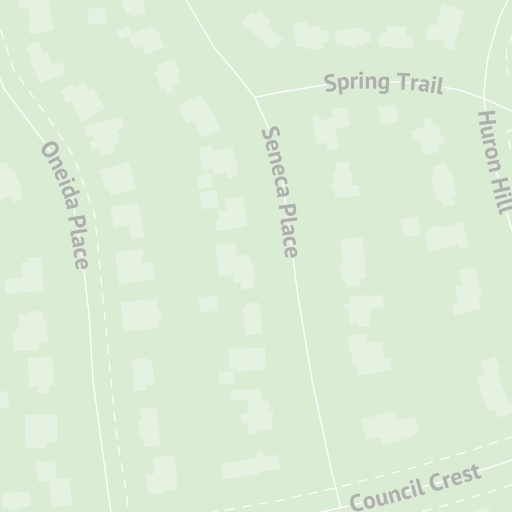 Spring Trail
Huron Hill
Seneca Place
Oneida Place
Council Crest